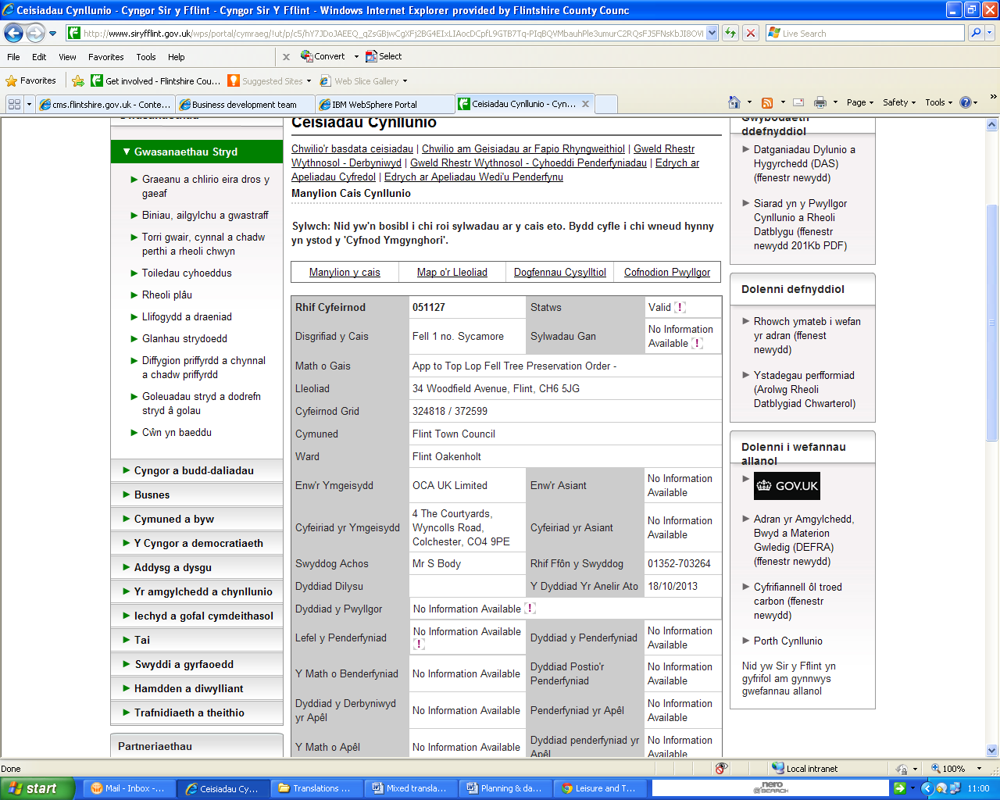 Ceisiadau Cynllunio - Cyngor Sir y Fflint - Cyngor Sir Y Fflint - Windows Internet Explorer provided by Flintshire County Counc
Live Search
File Edit View Favorites Tools Help
Convert
Select
Favorites
Get involved - Flintshire Cou...
Suggested Sites
Web Slice Gallery
cms.flintshire.gov.uk - Conte...
Business development team
IBM WebSphere Portal
Ceisiadau Cynllunio - Cyn...
Page Safety Tools
Gwasanaethau Stryd
Graeanu a chlirio eira dros y
gaeaf
Biniau, ailgylchu a gwastraff
Torri gwair, cynnal a chadw
perthi a rheoli chwyn
Toiledau cyhoeddus
Rheoli plâu
Llifogydd a draeniad
Glanhau strydoedd
Diffygion priffyrdd a chynnal
a chadw priffyrdd
Goleuadau stryd a dodrefn
stryd â golau
Cŵn yn baeddu
Cyngor a budd-daliadau
Busnes
Cymuned a byw
Y Cyngor a democratiaeth
Addysg a dysgu
Yr amgylchedd a chynllunio
Iechyd a gofal cymdeithasol
Tai
Swyddi a gyrfaoedd
Hamdden a diwylliant
Trafnidiaeth a theithio
Partneriaethau
Ceisiadau Cynllunio
Chwilio'r basdata ceisiadau | Chwilio am Geisiadau ar Fapio Rhyngweithiol | Gweld Rhestr
Wythnosol - Derbyniwyd | Gweld Rhestr Wythnosol - Cyhoeddi Penderfyniadau | Edrych ar
Apeliadau Cyfredol | Edrych ar Apeliadau Wedi'u Penderfynu
Manylion Cais Cynllunio
Sylwch: Nid yw'n bosibl i chi roi sylwadau ar y cais eto. Bydd cyfle i chi wneud hynny
yn ystod y 'Cyfnod Ymgynghori'.
Manylion y cais
Map o'r Lleoliad
Dogfennau Cysylltiol
Cofnodion Pwyllgor
Rhif Cyfeirnod 051127 Statws Valid !
Disgrifiad y Cais Fell 1 no. Sycamore Sylwadau Gan No Information
Available !
Math o Gais App to Top Lop Fell Tree Preservation Order -
Lleoliad 34 Woodfield Avenue, Flint, CH6 5JG
Cyfeirnod Grid 324818 / 372599
Cymuned Flint Town Council
Ward Flint Oakenholt
Enw'r Ymgeisydd OCA UK Limited Enw'r Asiant No Information
Available
Cyfeiriad yr Ymgeisydd 4 The Courtyards,
Wyncolls Road,
Colchester, CO4 9PE
Cyfeiriad yr Asiant No Information
Available
Swyddog Achos Mr S Body Rhif Ffôn y Swyddog 01352-703264
Dyddiad Dilysu Y Dyddiad Yr Anelir Ato 18/10/2013
Dyddiad y Pwyllgor No Information Available !
Lefel y Penderfyniad No Information Available
!
Dyddiad y Penderfyniad No Information
Available
Y Math o Benderfyniad No Information Available
Dyddiad Postio'r
Penderfyniad
No Information
Available
Dyddiad y Derbyniwyd
yr Apêl
No Information Available
Penderfyniad yr Apêl No Information
Available
Y Math o Apêl No Information Available
Dyddiad penderfyniad yr
Apêl
No Information
Available
Gwybodaeth
ddefnyddiol
Datganiadau Dylunio a
Hygyrchedd (DAS)
(ffenestr newydd)
Siarad yn y Pwyllgor
Cynllunio a Rheoli
Datblygu (ffenestr
newydd 201Kb PDF)
Dolenni defnyddiol
Rhowch ymateb i wefan
yr adran (ffenest
newydd)
Ystadegau perfformiad
(Arolwg Rheoli
Datblygiad Chwarterol)
Dolenni i wefannau
allanol
GOV.UK
Adran yr Amgylchedd,
Bwyd a Materion
Gwledig (DEFRA)
(ffenestr newydd)
Cyfrifiannell ôl troed
carbon (ffenestr
newydd)
Porth Cynllunio
Nid yw Sir y Fflint yn
gyfrifol am gynnwys
gwefannau allanol
Done
Local intranet
100%
start
Mail - Inbox -...
Ceisiadau Cy...
Translations ...
Mixed transla...
Planning & da...
Leisure and T...
nero
SEARCH
11:00